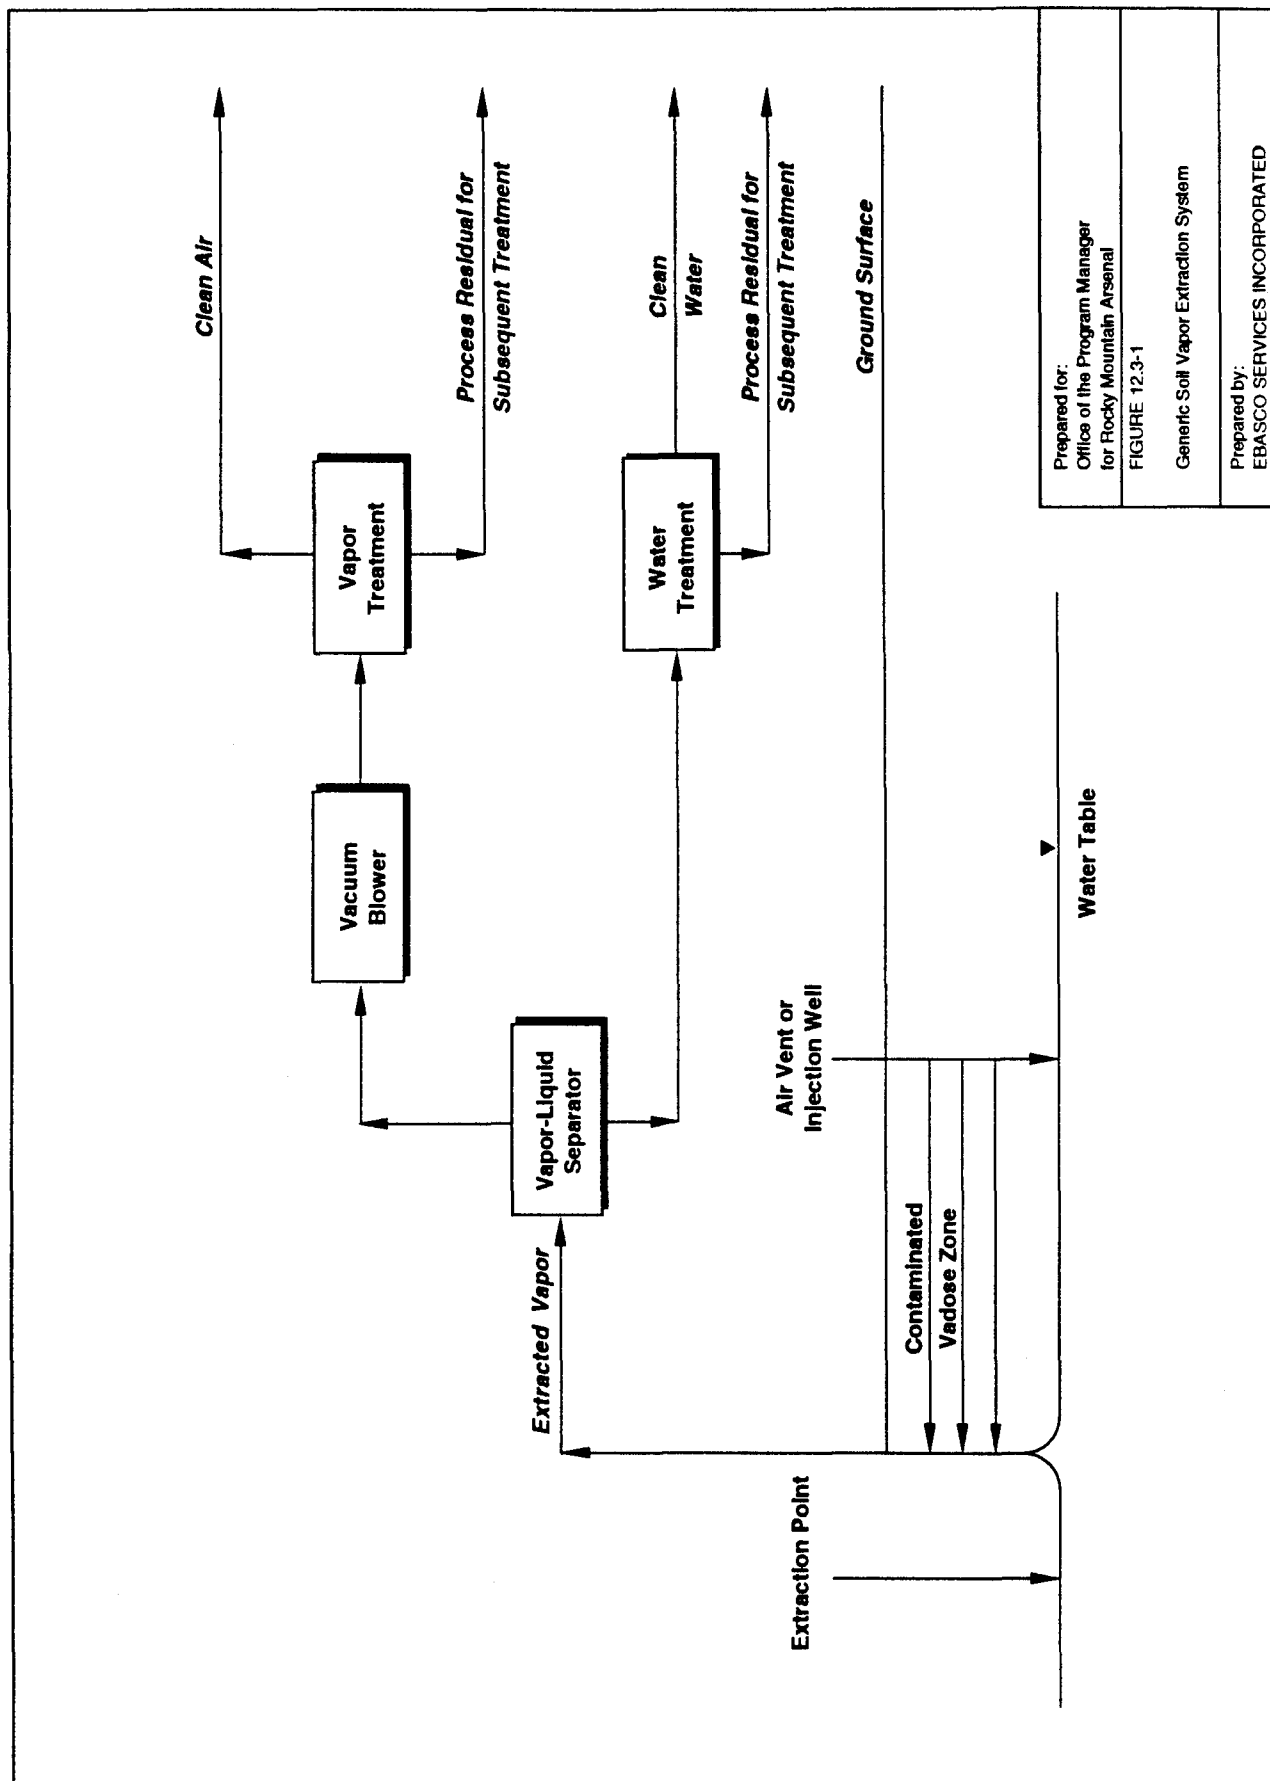 Clean Air
Process Residual for
Subsequent Treatment
Vapor
Treatment
Vacuum
Blower
Clean
Water
Process Residual for
Subsequent Treatment
Water
Treatment
Vapor-Liquid
Separator
Extracted Vapor
Ground Surface
Air Vent or
Injection Well
Extraction Point
Contaminated
Vadose Zone
Water Table
Prepared for:
Office of the Program Manager
for Rocky Mountain Arsenal
FIGURE 12.3-1
Generic Soil Vapor Extraction System
Prepared by:
EBASCO SERVICES INCORPORATED